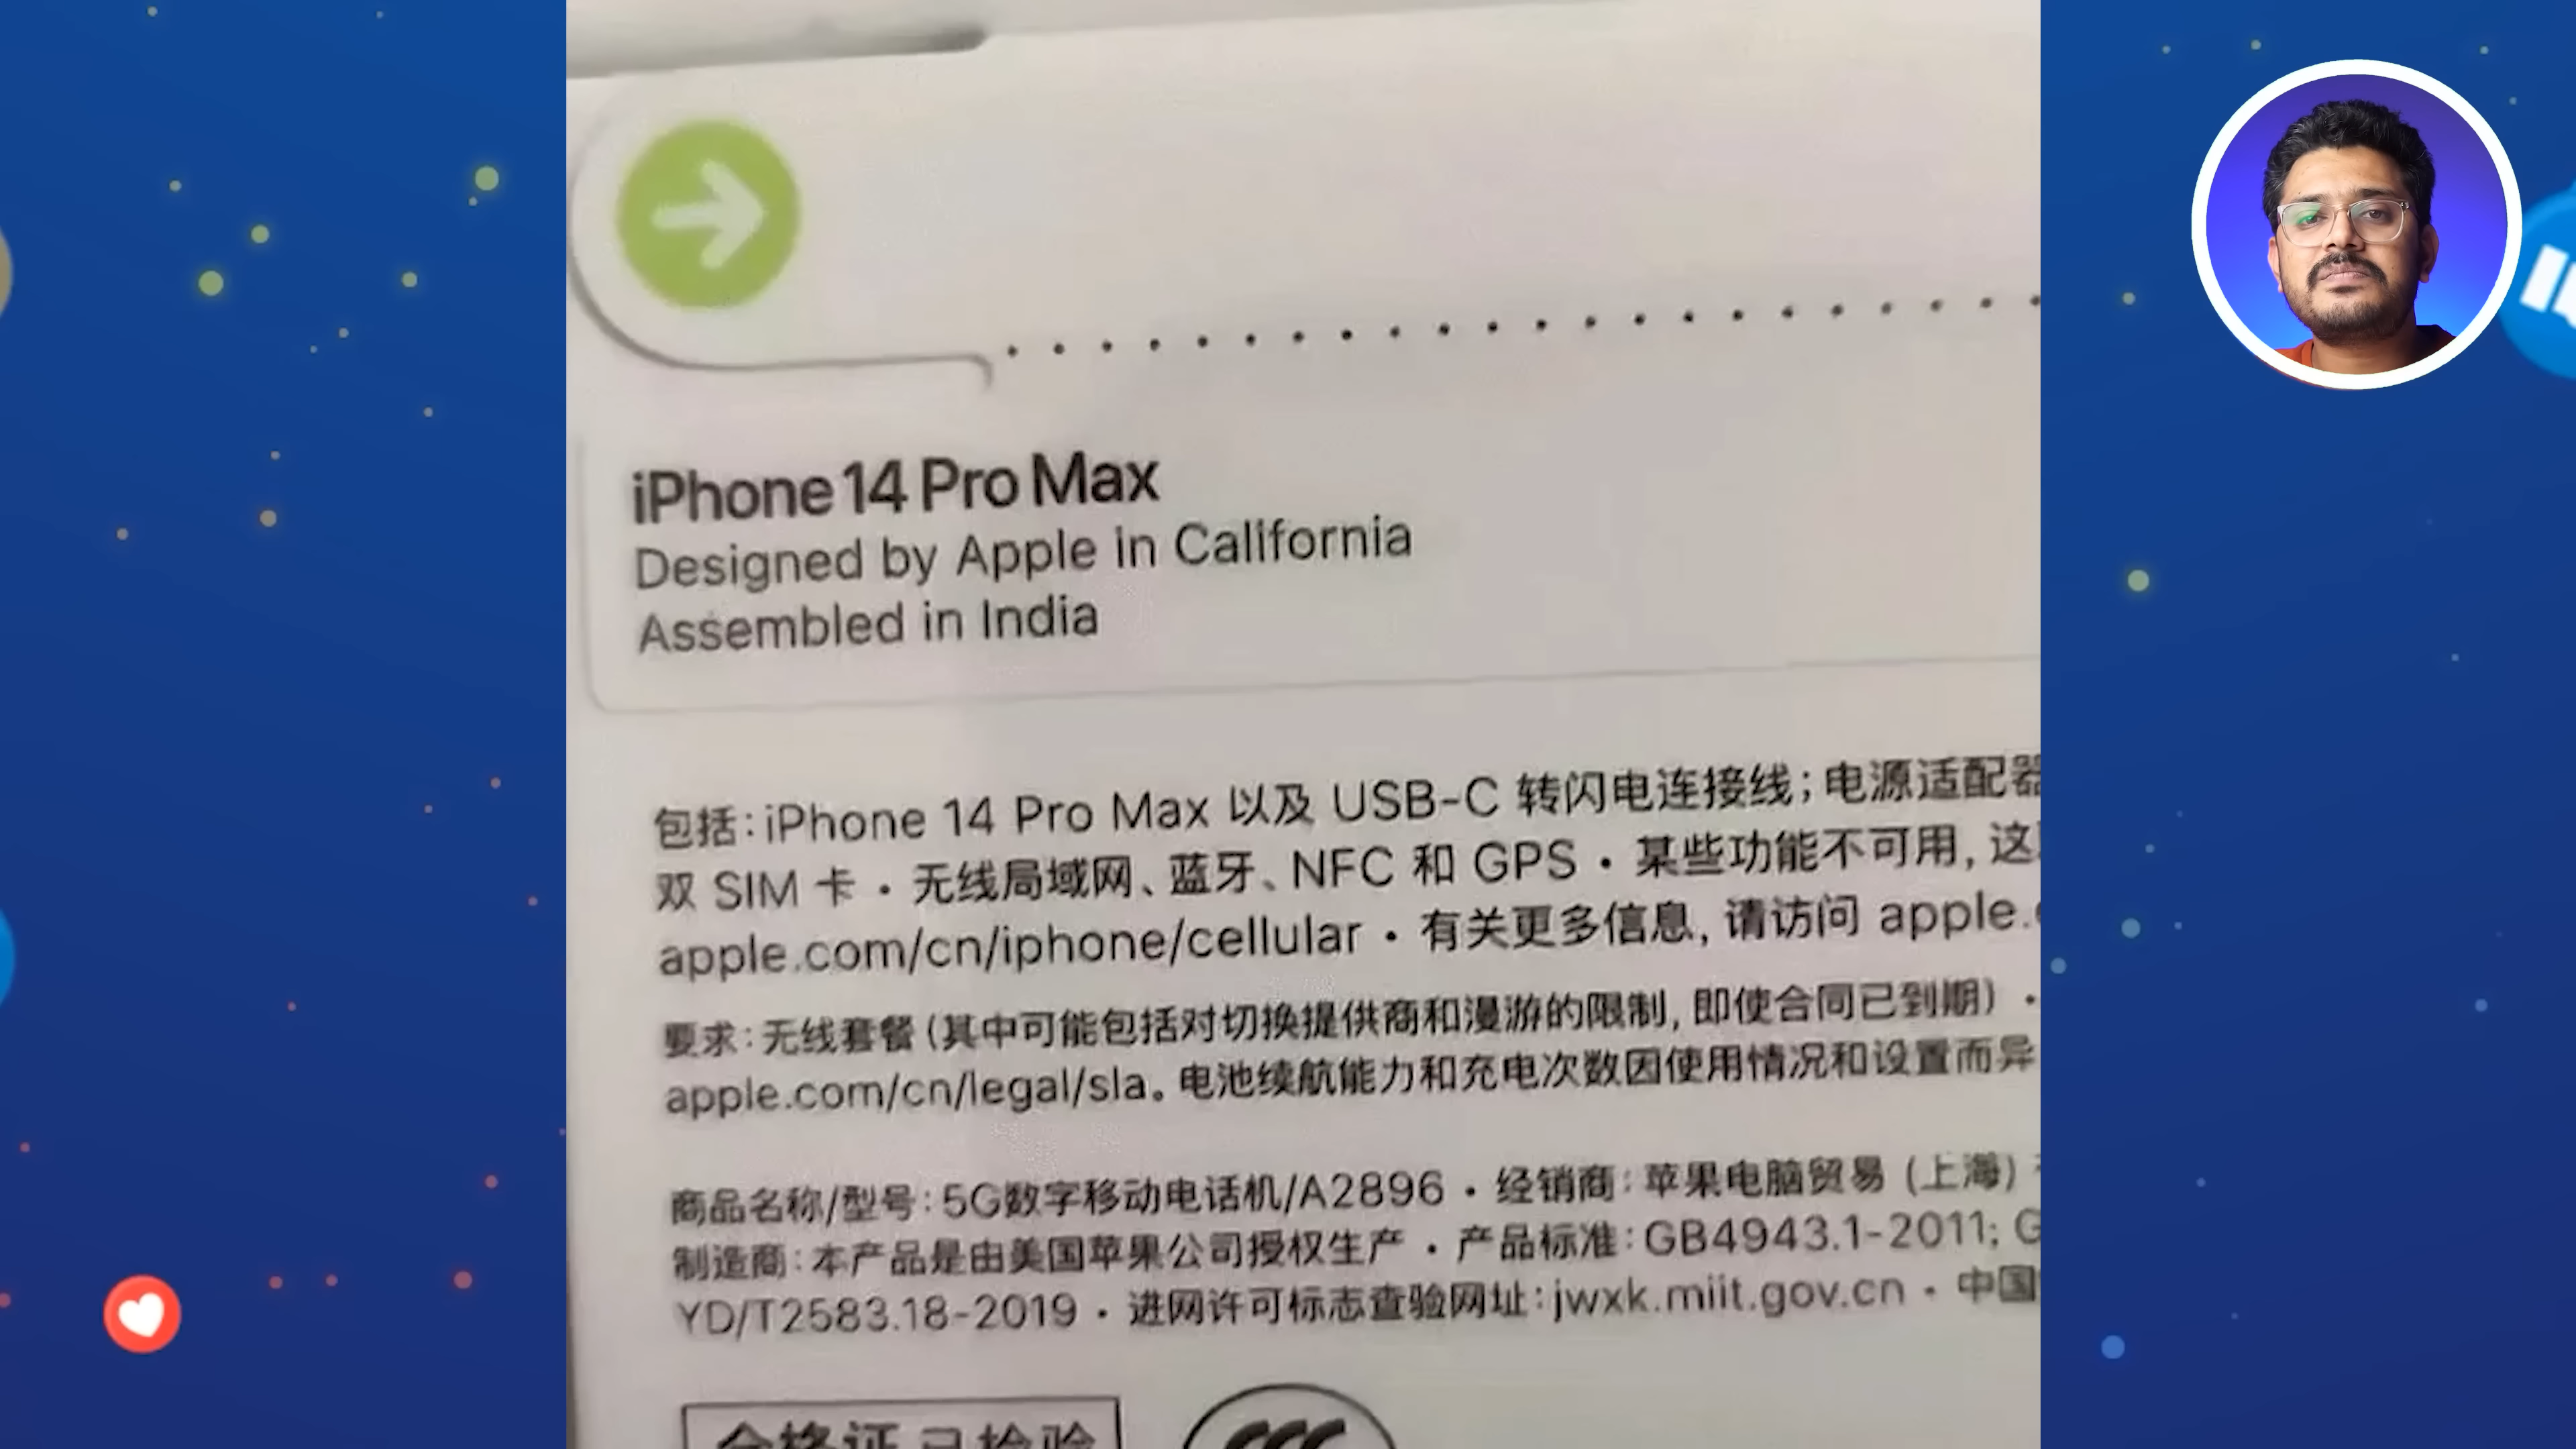 iPhone 14 Pro Max
Designed by Apple in California
Assembled in India
包括: iPhone 14 Pro Max 以及 USB-C 转闪电连接线; 电源适配器
双 SIM 卡 • 无线局域网、蓝牙、NFC 和 GPS • 某些功能不可用, 这
apple.com/cn/iphone/cellular • 有关更多信息, 请访问 apple.
要求: 无线套餐 (其中可能包括对切换提供商和漫游的限制, 即使合同已到期) •
apple.com/cn/legal/sla。电池续航能力和充电次数因使用情况和设置而异
商品名称/型号: 5G数字移动电话机/A2896 • 经销商: 苹果电脑贸易 (上海)
制造商: 本产品是由美国苹果公司授权生产 • 产品标准: GB4943.1-2011; G
YD/T2583.18-2019 • 进网许可标志查验网址: jwxk.miit.gov.cn • 中国
合格证 已检验
CCC